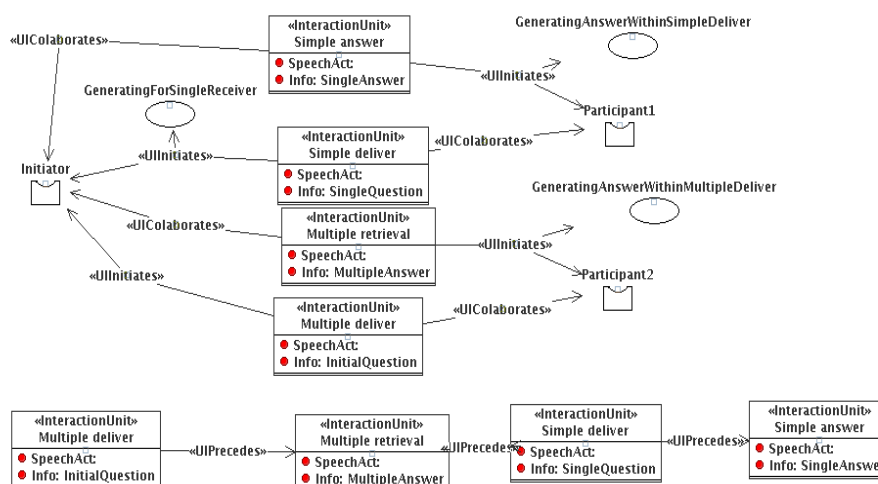 «InteractionUnit»
Simple answer
SpeechAct:
Info: SingleAnswer
«UIColaborates»
GeneratingAnswerWithinSimpleDeliver
«UIInitiates»
GeneratingForSingleReceiver
Participant1
«InteractionUnit»
Simple deliver
SpeechAct:
Info: SingleQuestion
«UIColaborates»
«UIInitiates»
Initiator
GeneratingAnswerWithinMultipleDeliver
«InteractionUnit»
Multiple retrieval
SpeechAct:
Info: MultipleAnswer
«UIColaborates»
«UIInitiates»
Participant2
«UIInitiates»
«InteractionUnit»
Multiple deliver
SpeechAct:
Info: InitialQuestion
«UIColaborates»
«InteractionUnit»
Multiple deliver
SpeechAct:
Info: InitialQuestion
«UIPrecedes»
«InteractionUnit»
Multiple retrieval
SpeechAct:
Info: MultipleAnswer
«UIPrecedes
«InteractionUnit»
Simple deliver
SpeechAct:
Info: SingleQuestion
«UIPrecedes»
«InteractionUnit»
Simple answer
SpeechAct:
Info: SingleAnswe